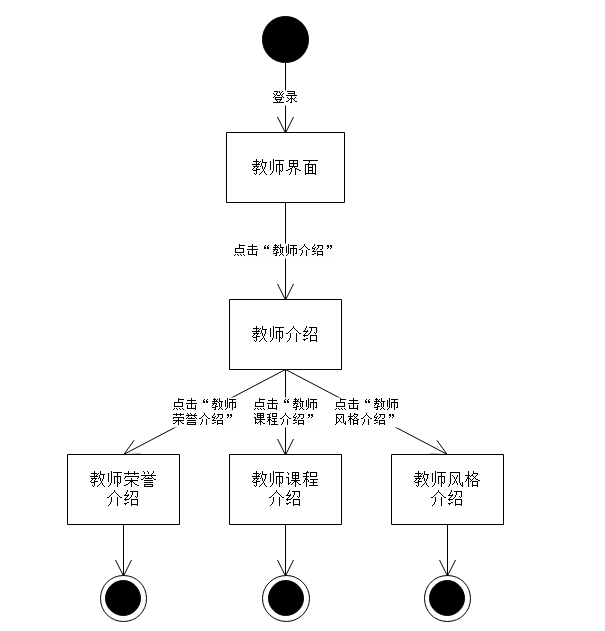 登录
教师界面
点击“教师介绍”
教师介绍
点击“教师
荣誉介绍”
点击“教师
课程介绍”
点击“教师
风格介绍”
教师荣誉
介绍
教师课程
介绍
教师风格
介绍